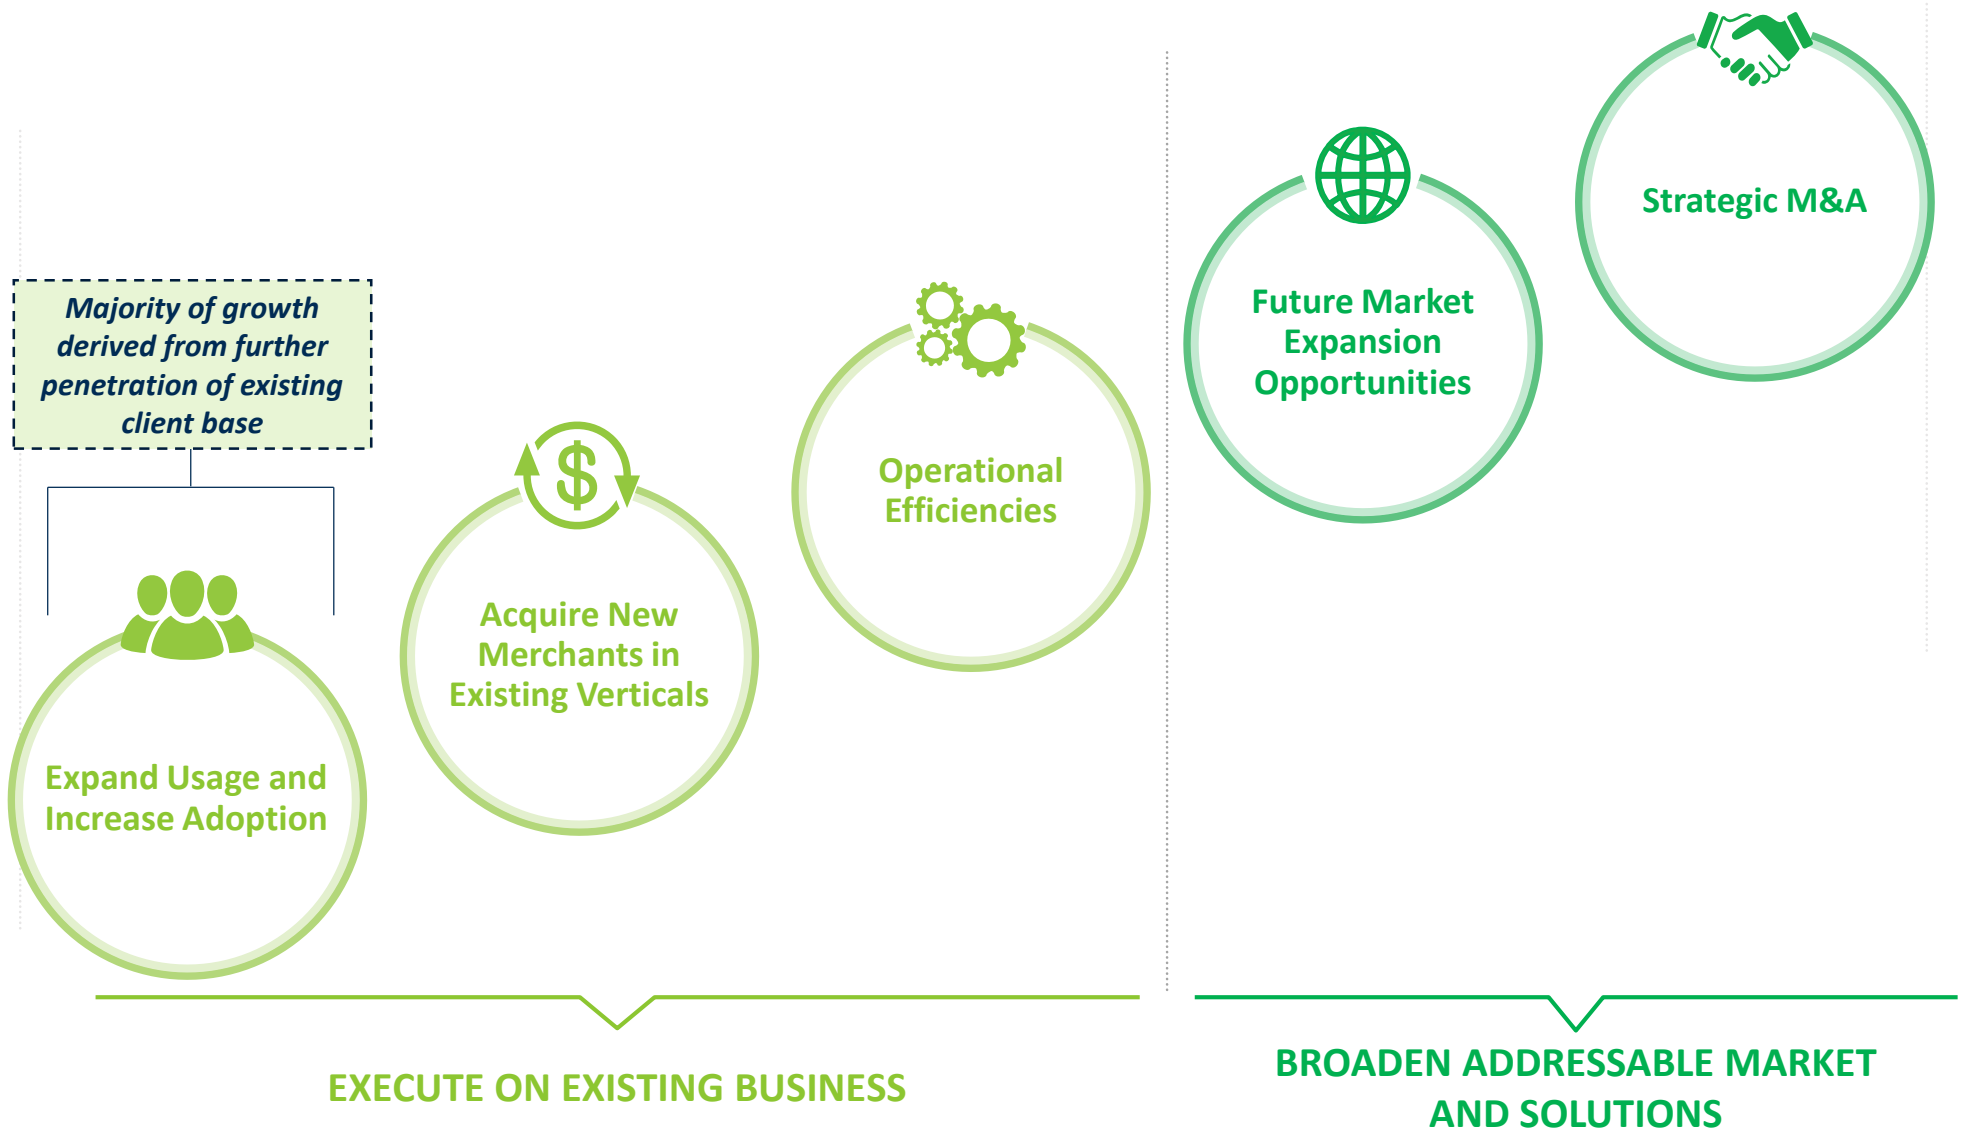 Majority of growth
derived from further
penetration of existing
client base
Expand Usage and
Increase Adoption
Acquire New
Merchants in
Existing Verticals
Operational
Efficiencies
Future Market
Expansion
Opportunities
Strategic M&A
EXECUTE ON EXISTING BUSINESS
BROADEN ADDRESSABLE MARKET
AND SOLUTIONS